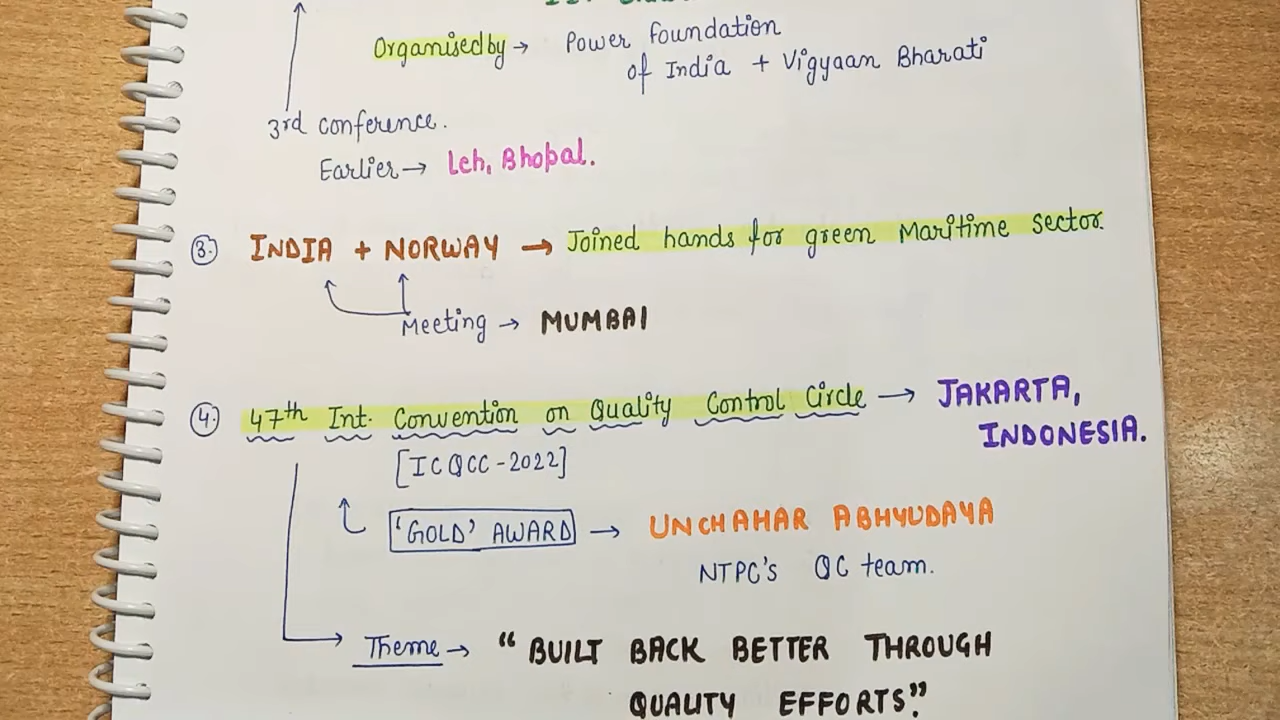 Organised by → Power foundation
of India + Vigyaan Bharati
3rd conference.
Earlier → Leh, Bhopal.
3. INDIA + NORWAY → Joined hands for green Maritime sector.
Meeting → MUMBAI
4. 47th Int. Convention on Quality Control Circle → JAKARTA,
INDONESIA.
[ICQCC-2022]
'GOLD' AWARD → UNCHAHAR ABHYUDAYA
NTPC's QC team.
Theme → "BUILT BACK BETTER THROUGH
QUALITY EFFORTS."